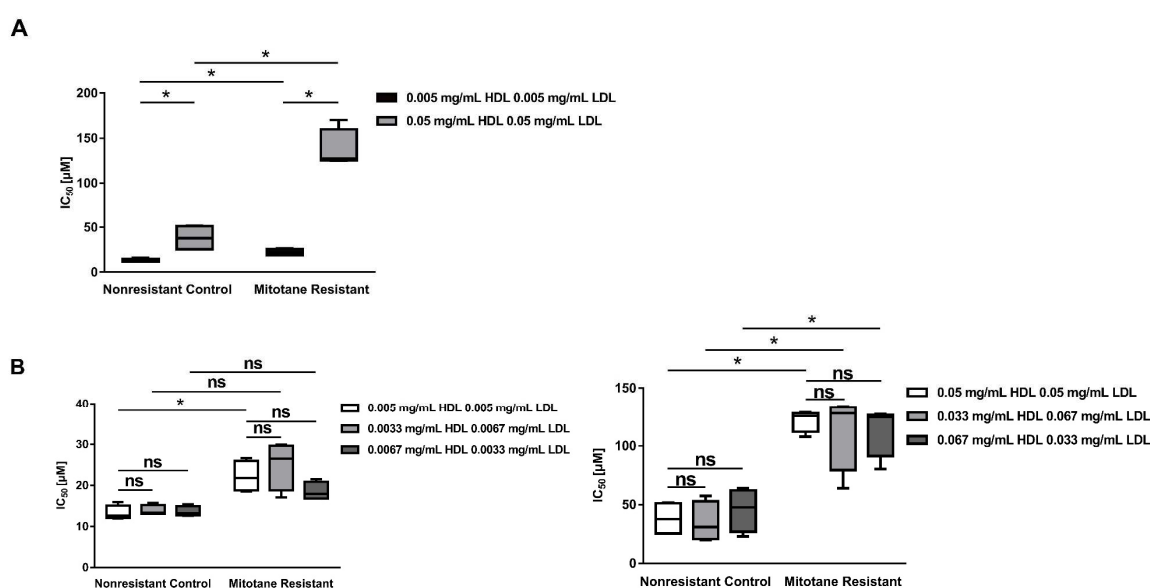 A
*
*
*
*
200
150
100
50
0
IC50 [µM]
Nonresistant Control
Mitotane Resistant
0.005 mg/mL HDL 0.005 mg/mL LDL
0.05 mg/mL HDL 0.05 mg/mL LDL
B
ns
ns
*
ns
ns
ns
ns
40
30
20
10
0
IC50 [µM]
Nonresistant Control
Mitotane Resistant
0.005 mg/mL HDL 0.005 mg/mL LDL
0.0033 mg/mL HDL 0.0067 mg/mL LDL
0.0067 mg/mL HDL 0.0033 mg/mL LDL
*
*
*
ns
ns
ns
ns
150
100
50
0
IC50 [µM]
Nonresistant Control
Mitotane Resistant
0.05 mg/mL HDL 0.05 mg/mL LDL
0.033 mg/mL HDL 0.067 mg/mL LDL
0.067 mg/mL HDL 0.033 mg/mL LDL